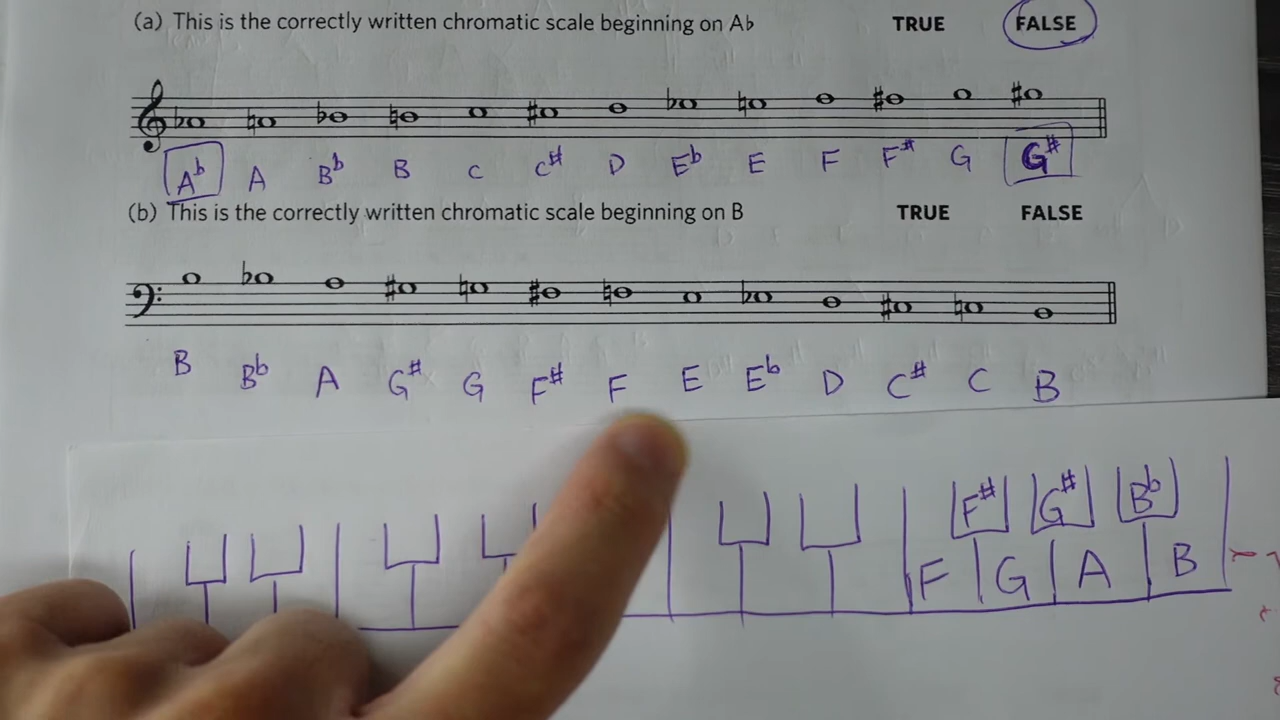 (a) This is the correctly written chromatic scale beginning on A♭ TRUE FALSE
A♭ A B♭ B C C# D E♭ E F F# G G#
(b) This is the correctly written chromatic scale beginning on B TRUE FALSE
B B♭ A G# G F# F E E♭ D C# C B
F# G# B♭
F G A B